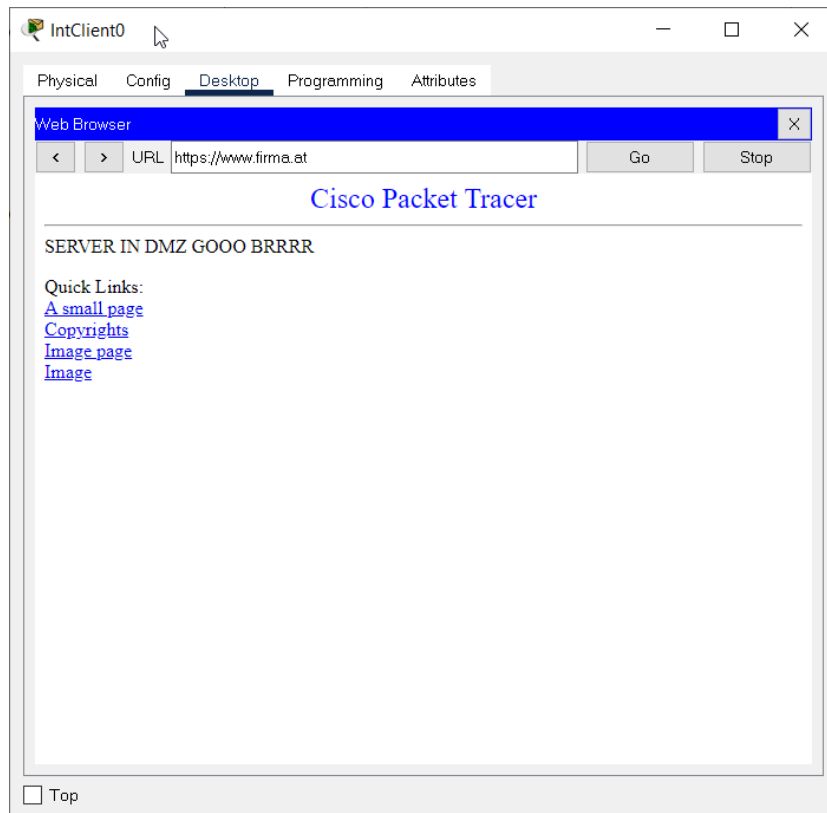 IntClient0
Physical Config Desktop Programming Attributes
Web Browser X
< > URL https://www.firma.at Go Stop
Cisco Packet Tracer
SERVER IN DMZ GOOO BRRRR
Quick Links:
A small page
Copyrights
Image page
Image
Top